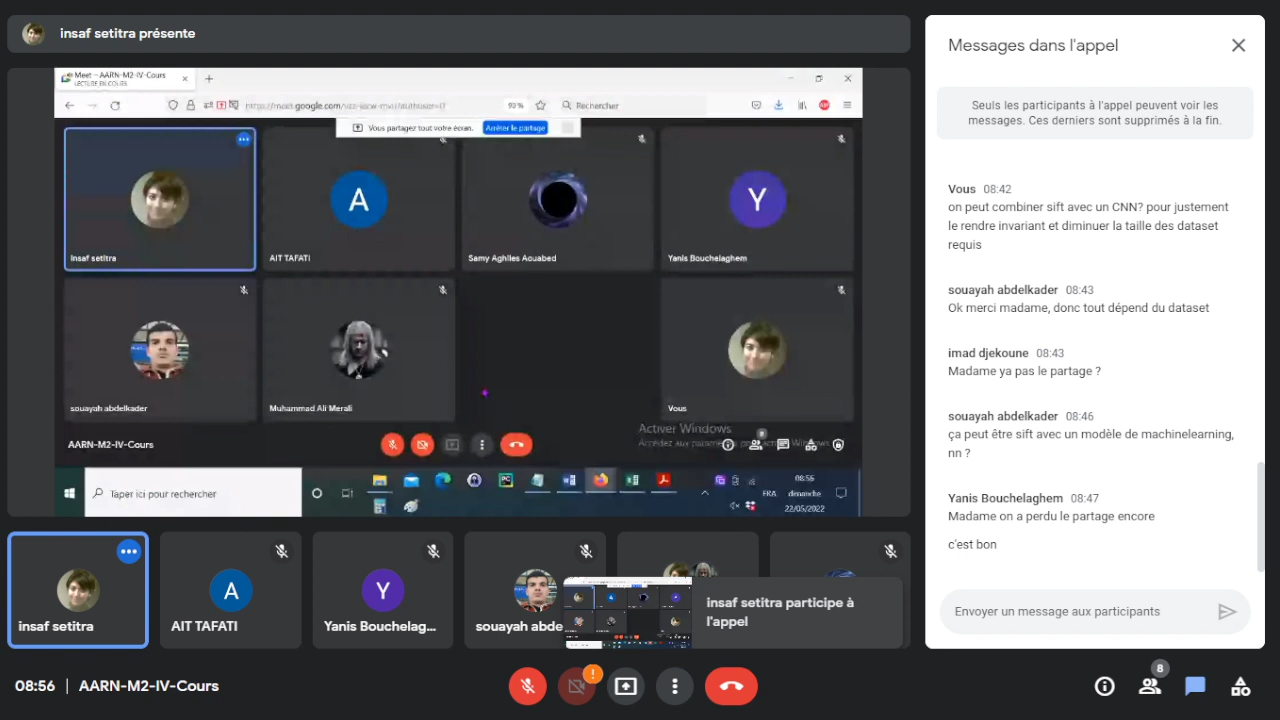 insaf setitra présente
Meet – AARN-M2-IV-Cours
LECTURE EN COURS
90%
Rechercher
Vous partagez tout votre écran.
Arrêter le partage
insaf setitra
A
AIT TAFATI
Samy Aghiles Aouabed
Y
Yanis Bouchelaghem
souayah abdelkader
Muhammad Ali Merali
Vous
AARN-M2-IV-Cours
Activer Windows
8
Taper ici pour rechercher
FRA
08:55
dimanche
22/05/2022
insaf setitra
A
AIT TAFATI
Y
Yanis Bouchelag...
souayah abde
insaf setitra participe à
l'appel
08:56 | AARN-M2-IV-Cours
8
Messages dans l'appel
Seuls les participants à l'appel peuvent voir les
messages. Ces derniers sont supprimés à la fin.
Vous 08:42
on peut combiner sift avec un CNN? pour justement
le rendre invariant et diminuer la taille des dataset
requis
souayah abdelkader 08:43
Ok merci madame, donc tout dépend du dataset
imad djekoune 08:43
Madame ya pas le partage ?
souayah abdelkader 08:46
ça peut être sift avec un modèle de machinelearning,
nn ?
Yanis Bouchelaghem 08:47
Madame on a perdu le partage encore
c'est bon
Envoyer un message aux participants